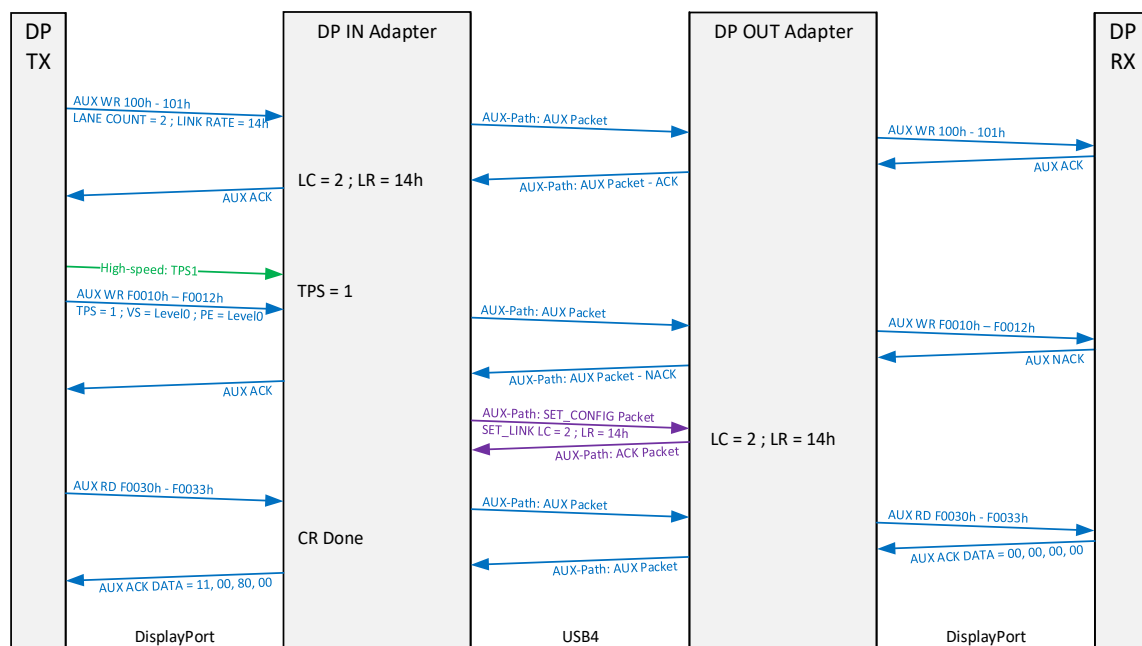 DP
TX
DP IN Adapter
DP OUT Adapter
DP
RX
AUX WR 100h - 101h
LANE COUNT = 2 ; LINK RATE = 14h
AUX-Path: AUX Packet
AUX WR 100h - 101h
AUX ACK
AUX-Path: AUX Packet - ACK
LC = 2 ; LR = 14h
AUX ACK
High-speed: TPS1
TPS = 1
AUX WR F0010h – F0012h
TPS = 1 ; VS = Level0 ; PE = Level0
AUX-Path: AUX Packet
AUX WR F0010h – F0012h
AUX NACK
AUX-Path: AUX Packet - NACK
AUX ACK
AUX-Path: SET_CONFIG Packet
SET_LINK LC = 2 ; LR = 14h
LC = 2 ; LR = 14h
AUX-Path: ACK Packet
AUX RD F0030h - F0033h
AUX-Path: AUX Packet
AUX RD F0030h - F0033h
CR Done
AUX ACK DATA = 00, 00, 00, 00
AUX-Path: AUX Packet
AUX ACK DATA = 11, 00, 80, 00
DisplayPort
USB4
DisplayPort